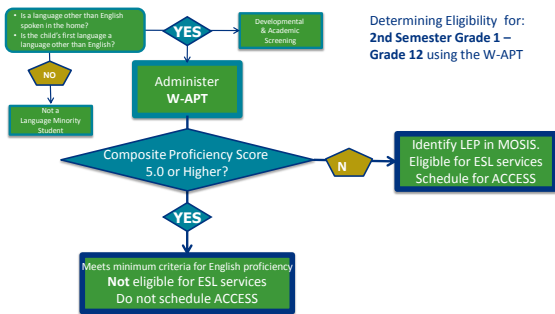 • Is a language other than English
spoken in the home?
• Is the child's first language a
language other than English?
YES
Developmental
& Academic
Screening
Determining Eligibility for:
2nd Semester Grade 1 –
Grade 12 using the W-APT
NO
Administer
W-APT
Not a
Language Minority
Student
Composite Proficiency Score
5.0 or Higher?
N
Identify LEP in MOSIS.
Eligible for ESL services
Schedule for ACCESS
YES
Meets minimum criteria for English proficiency
Not eligible for ESL services
Do not schedule ACCESS